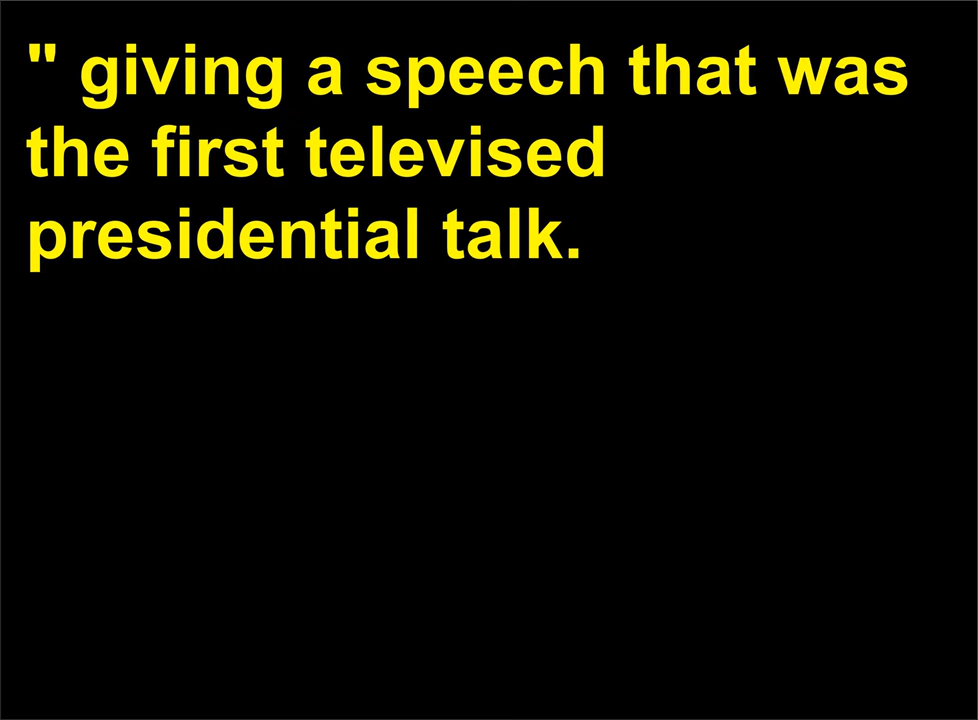 " giving a speech that was
the first televised
presidential talk.